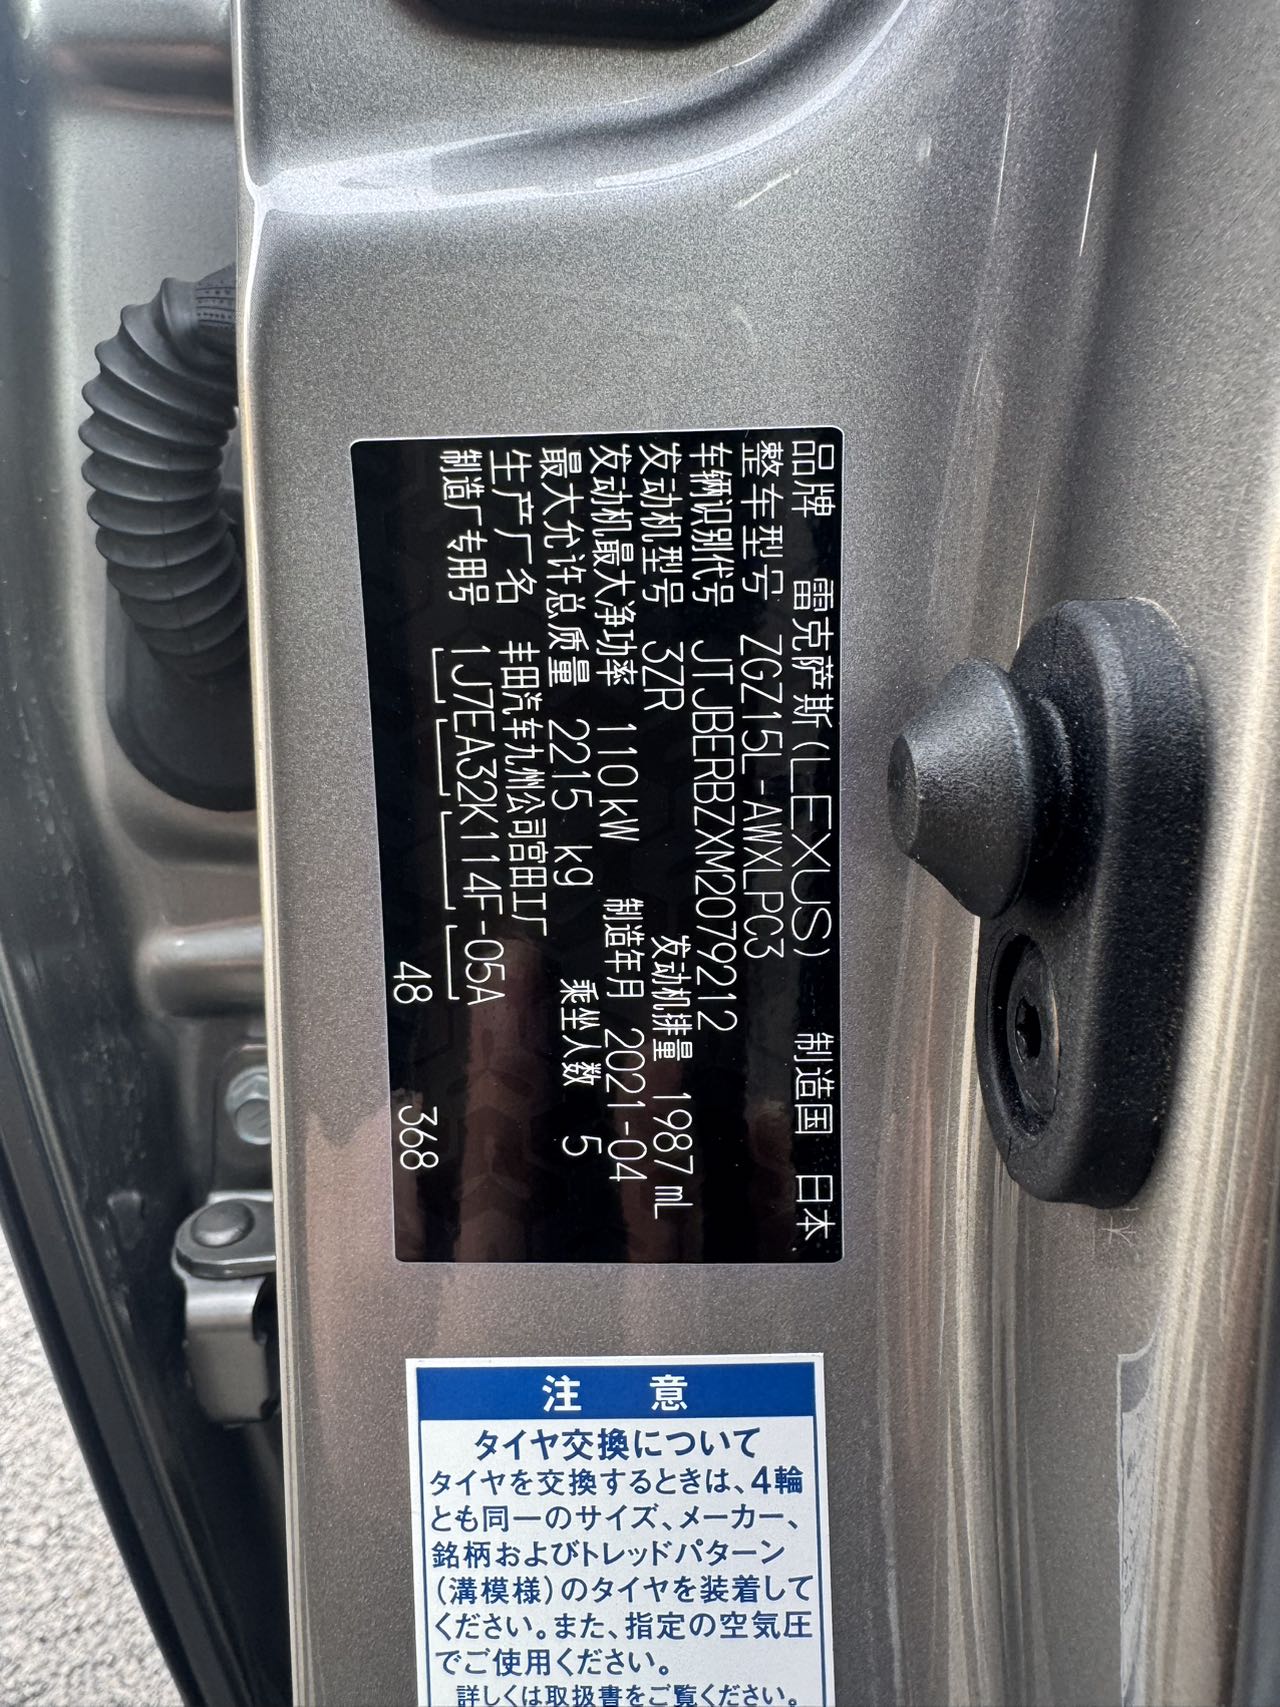 品牌 雷克萨斯(LEXUS) 制造国 日本
整车型号 ZGZ15L-AWXLPC3
车辆识别代号 JTJBERBZXM2079212
发动机型号 3ZR 发动机排量 1987 mL
发动机最大净功率 110 kW 制造年月 2021-04
最大允许总质量 2215 kg 乘坐人数 5
生产厂名 丰田汽车九州公司宫田工厂
制造厂专用号 1J7EA32K114F-05A
48 368
注 意
タイヤ交換について
タイヤを交換するときは、4輪
とも同一のサイズ、メーカー、
銘柄およびトレッドパターン
(溝模様)のタイヤを装着して
ください。また、指定の空気圧
でご使用ください。
詳しくは取扱書をご覧ください。